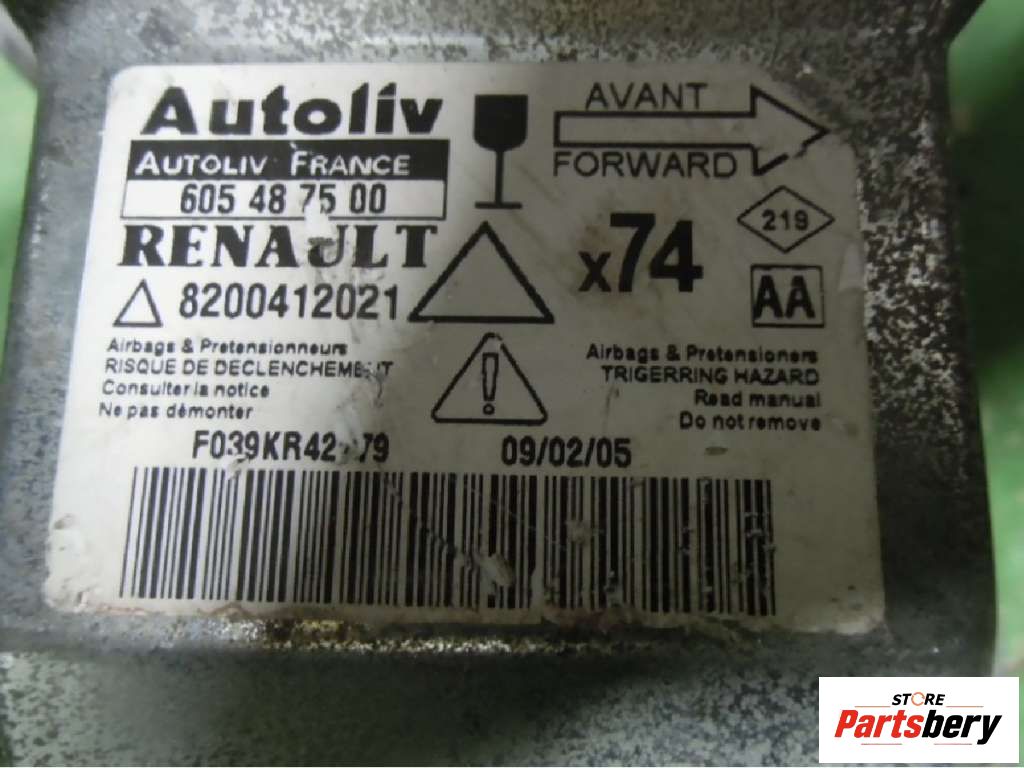 Autoliv
AUTOLIV FRANCE
605 48 75 00
RENAULT
8200412021
AVANT
FORWARD
x74
219
AA
Airbags & Pretensionneurs
RISQUE DE DECLENCHEMENT
Consulter la notice
Ne pas démonter
Airbags & Pretensioners
TRIGERRING HAZARD
Read manual
Do not remove
09/02/05
STORE
Partsbery